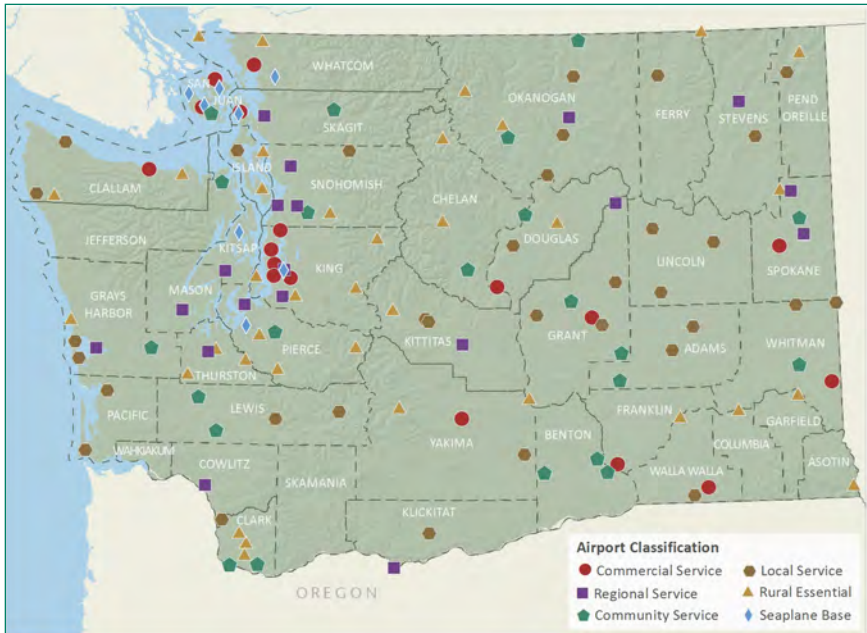 WHATCOM
SAN
JUAN
SKAGIT
OKANOGAN
FERRY
STEVENS
PEND
OREILLE
ISLAND
SNOHOMISH
CLALLAM
CHELAN
JEFFERSON
KITSAP
DOUGLAS
KING
LINCOLN
SPOKANE
MASON
GRAYS
HARBOR
KITTITAS
GRANT
ADAMS
WHITMAN
PIERCE
THURSTON
PACIFIC
LEWIS
YAKIMA
BENTON
FRANKLIN
GARFIELD
WAHKIAKUM
COWLITZ
SKAMANIA
WALLA WALLA
COLUMBIA
ASOTIN
CLARK
KLICKITAT
OREGON
Airport Classification
Commercial Service
Local Service
Regional Service
Rural Essential
Community Service
Seaplane Base